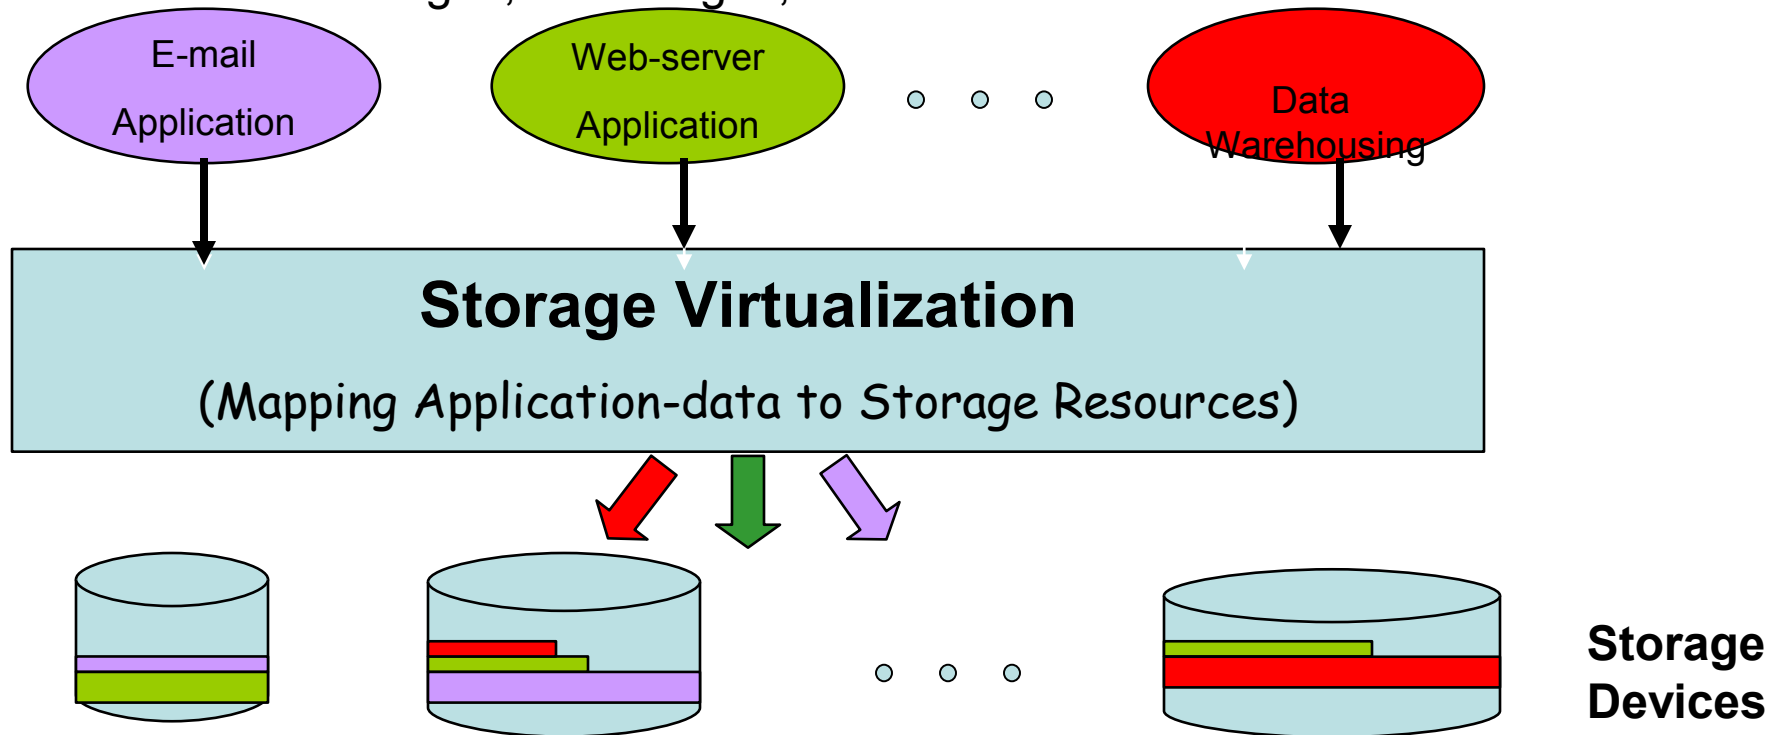 E-mail
Application
Web-server
Application
Data
Warehousing
Storage Virtualization
(Mapping Application-data to Storage Resources)
Storage
Devices